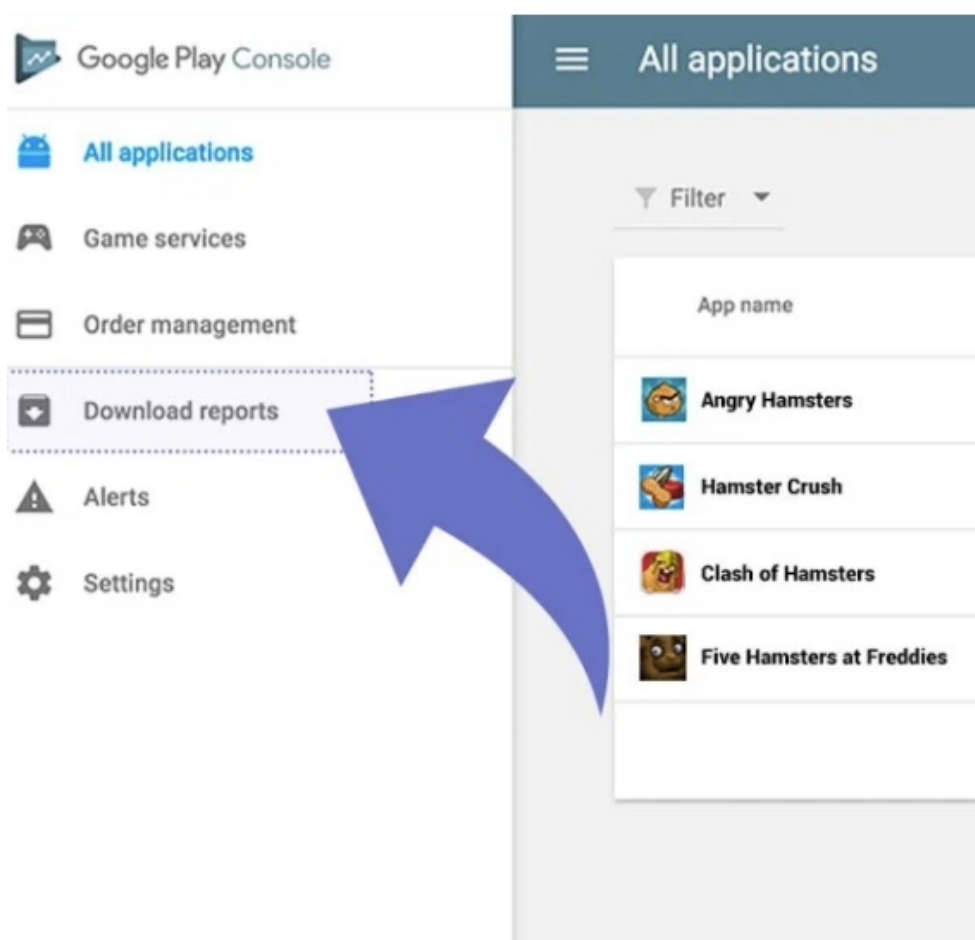 Google Play Console
All applications
Game services
Order management
Download reports
Alerts
Settings
All applications
Filter
App name
Angry Hamsters
Hamster Crush
Clash of Hamsters
Five Hamsters at Freddies